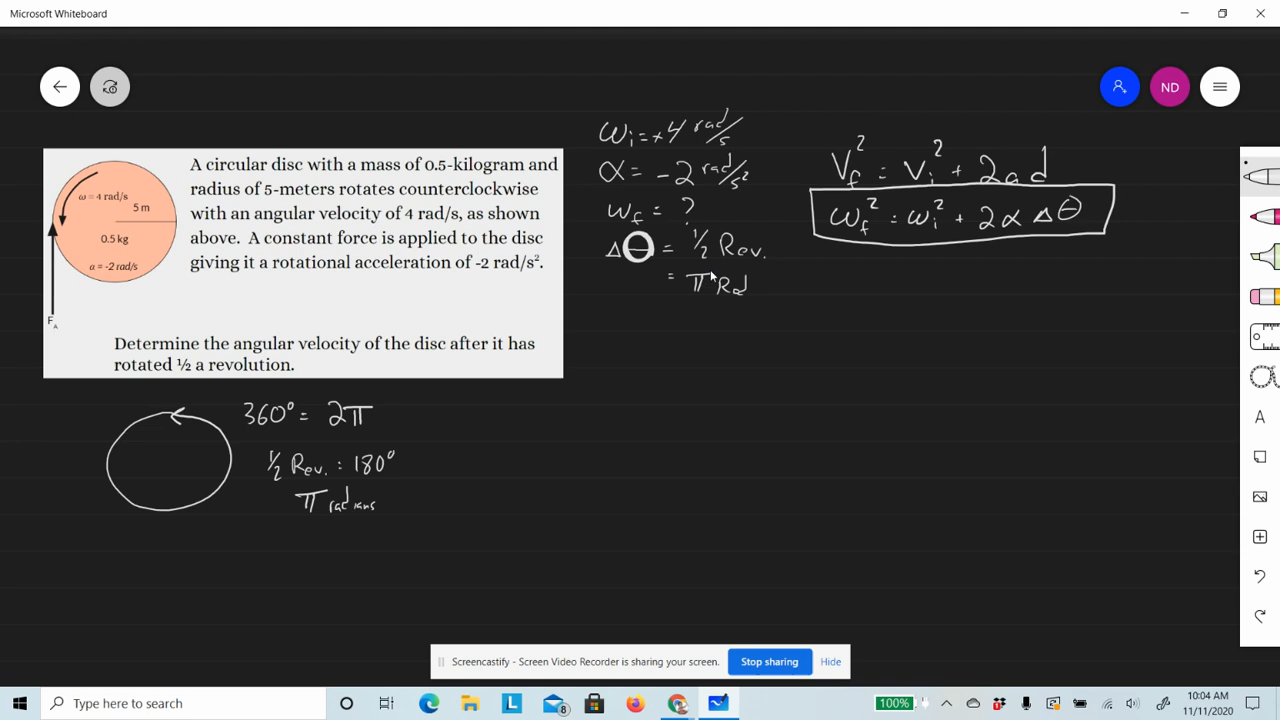 Microsoft Whiteboard
ND
ω = 4 rad/s
5 m
0.5 kg
α = -2 rad/s
F_A
A circular disc with a mass of 0.5-kilogram and
radius of 5-meters rotates counterclockwise
with an angular velocity of 4 rad/s, as shown
above. A constant force is applied to the disc
giving it a rotational acceleration of -2 rad/s².
Determine the angular velocity of the disc after it has
rotated ½ a revolution.
ωi = +4 rad/s
α = -2 rad/s²
ωf = ?
Δθ = ½ Rev.
= π Rad
Vf² = Vi² + 2ad
ωf² = ωi² + 2αΔθ
360° = 2π
½ Rev. : 180°
π radians
A
Screencastify - Screen Video Recorder is sharing your screen.
Stop sharing
Hide
Type here to search
L
8
100%
10:04 AM
11/11/2020